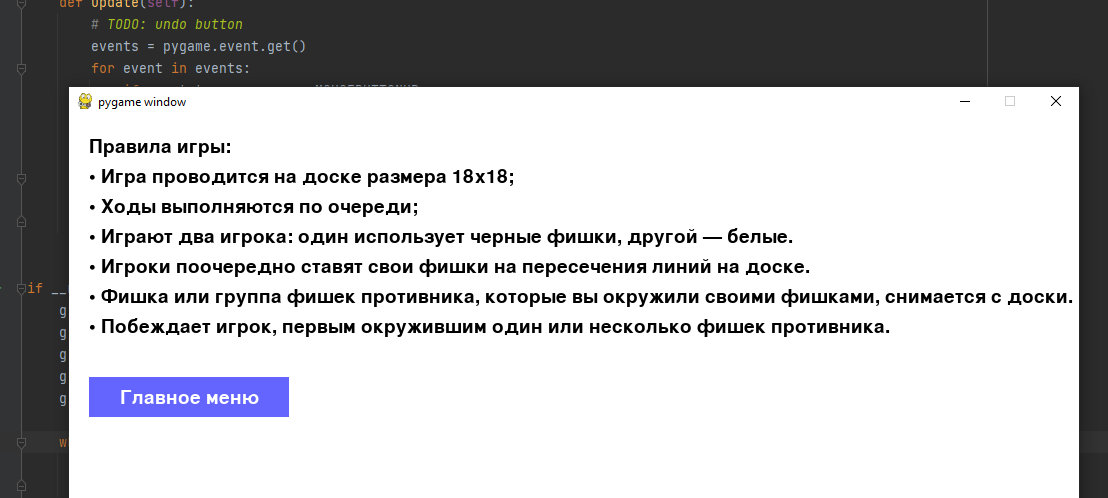 def update(self):
# TODO: undo button
events = pygame.event.get()
for event in events:
pygame window
Правила игры:
• Игра проводится на доске размера 18x18;
• Ходы выполняются по очереди;
• Играют два игрока: один использует черные фишки, другой — белые.
• Игроки поочередно ставят свои фишки на пересечения линий на доске.
• Фишка или группа фишек противника, которые вы окружили своими фишками, снимается с доски.
• Побеждает игрок, первым окружившим один или несколько фишек противника.
Главное меню
if __
g
g
g
g
g
w